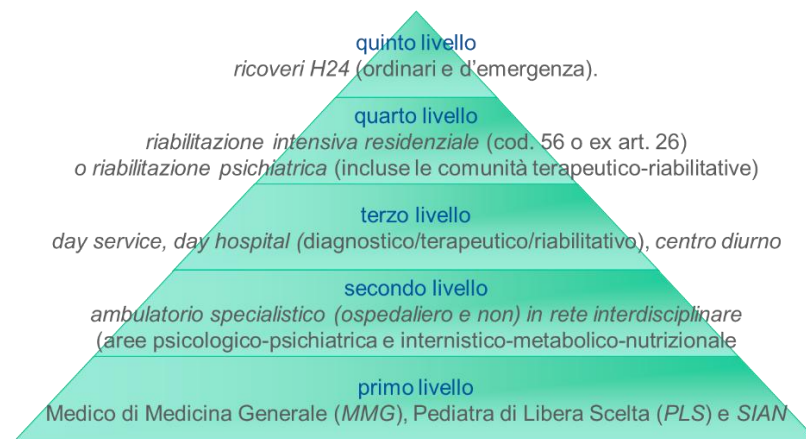 quinto livello
ricoveri H24 (ordinari e d'emergenza).
quarto livello
riabilitazione intensiva residenziale (cod. 56 o ex art. 26)
o riabilitazione psichiatrica (incluse le comunità terapeutico-riabilitative)
terzo livello
day service, day hospital (diagnostico/terapeutico/riabilitativo), centro diurno
secondo livello
ambulatorio specialistico (ospedaliero e non) in rete interdisciplinare
(aree psicologico-psichiatrica e internistico-metabolico-nutrizionale
primo livello
Medico di Medicina Generale (MMG), Pediatra di Libera Scelta (PLS) e SIAN